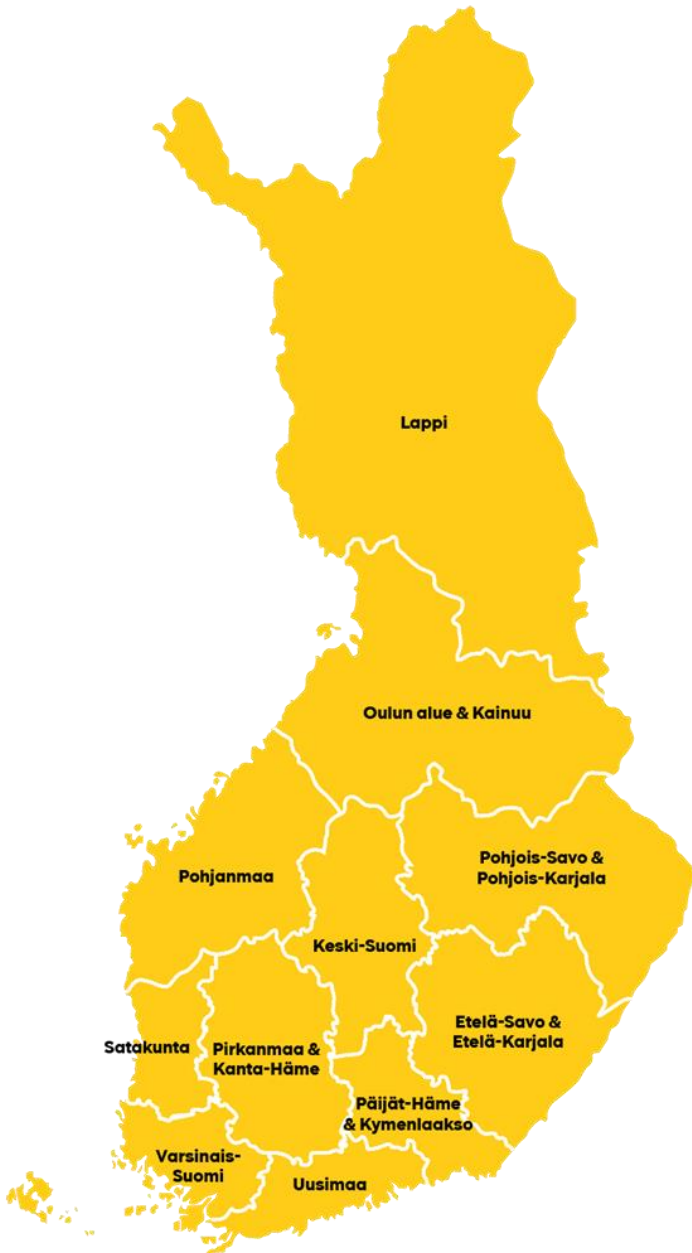 Lappi
Oulun alue & Kainuu
Pohjanmaa
Pohjois-Savo &
Pohjois-Karjala
Keski-Suomi
Satakunta
Pirkanmaa &
Kanta-Häme
Etelä-Savo &
Etelä-Karjala
Päijät-Häme
& Kymenlaakso
Varsinais-
Suomi
Uusimaa